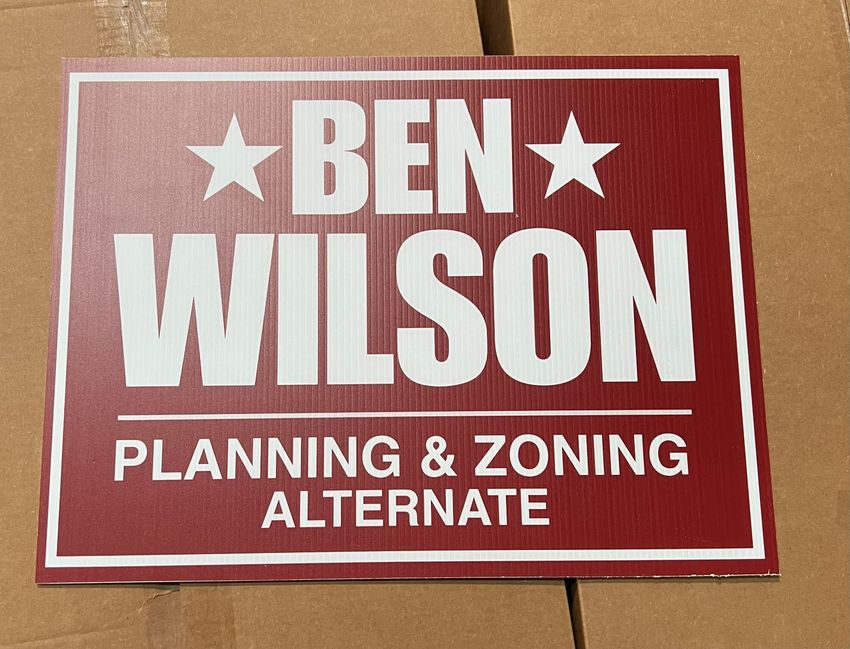 BEN
WILSON
PLANNING & ZONING
ALTERNATE